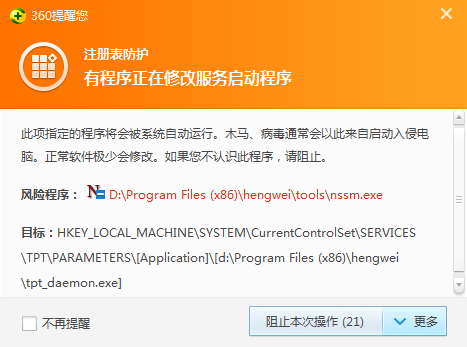 360提醒您
注册表防护
有程序正在修改服务启动程序
此项指定的程序将会被系统自动运行。木马、病毒通常会以此来自启动入侵电
脑。正常软件极少会修改。如果您不认识此程序，请阻止。
风险程序： D:\Program Files (x86)\hengwei\tools\nssm.exe
目标：HKEY_LOCAL_MACHINE\SYSTEM\CurrentControlSet\SERVICES
\TPT\PARAMETERS\[Application]\[d:\Program Files (x86)\hengwei
\tpt_daemon.exe]
不再提醒
阻止本次操作 (21)
更多